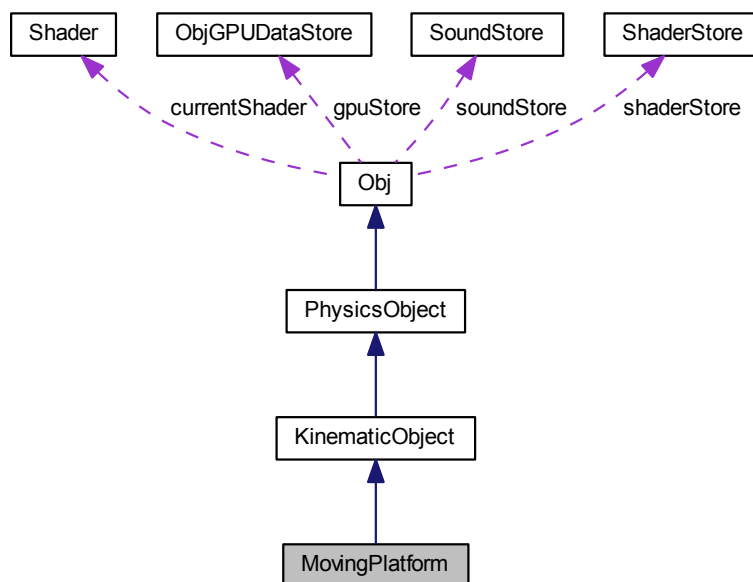 Shader ObjGPUDataStore SoundStore ShaderStore
currentShader gpuStore soundStore shaderStore
Obj
PhysicsObject
KinematicObject
MovingPlatform